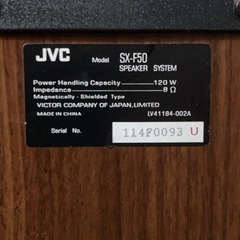 JVC Model SX-F50
SPEAKER SYSTEM
Power Handling Capacity 120 W
Impedance 8 Ω
Magnetically - Shielded Type
VICTOR COMPANY OF JAPAN, LIMITED
MADE IN CHINA LV41184-002A
Serial No. 114F0093 U